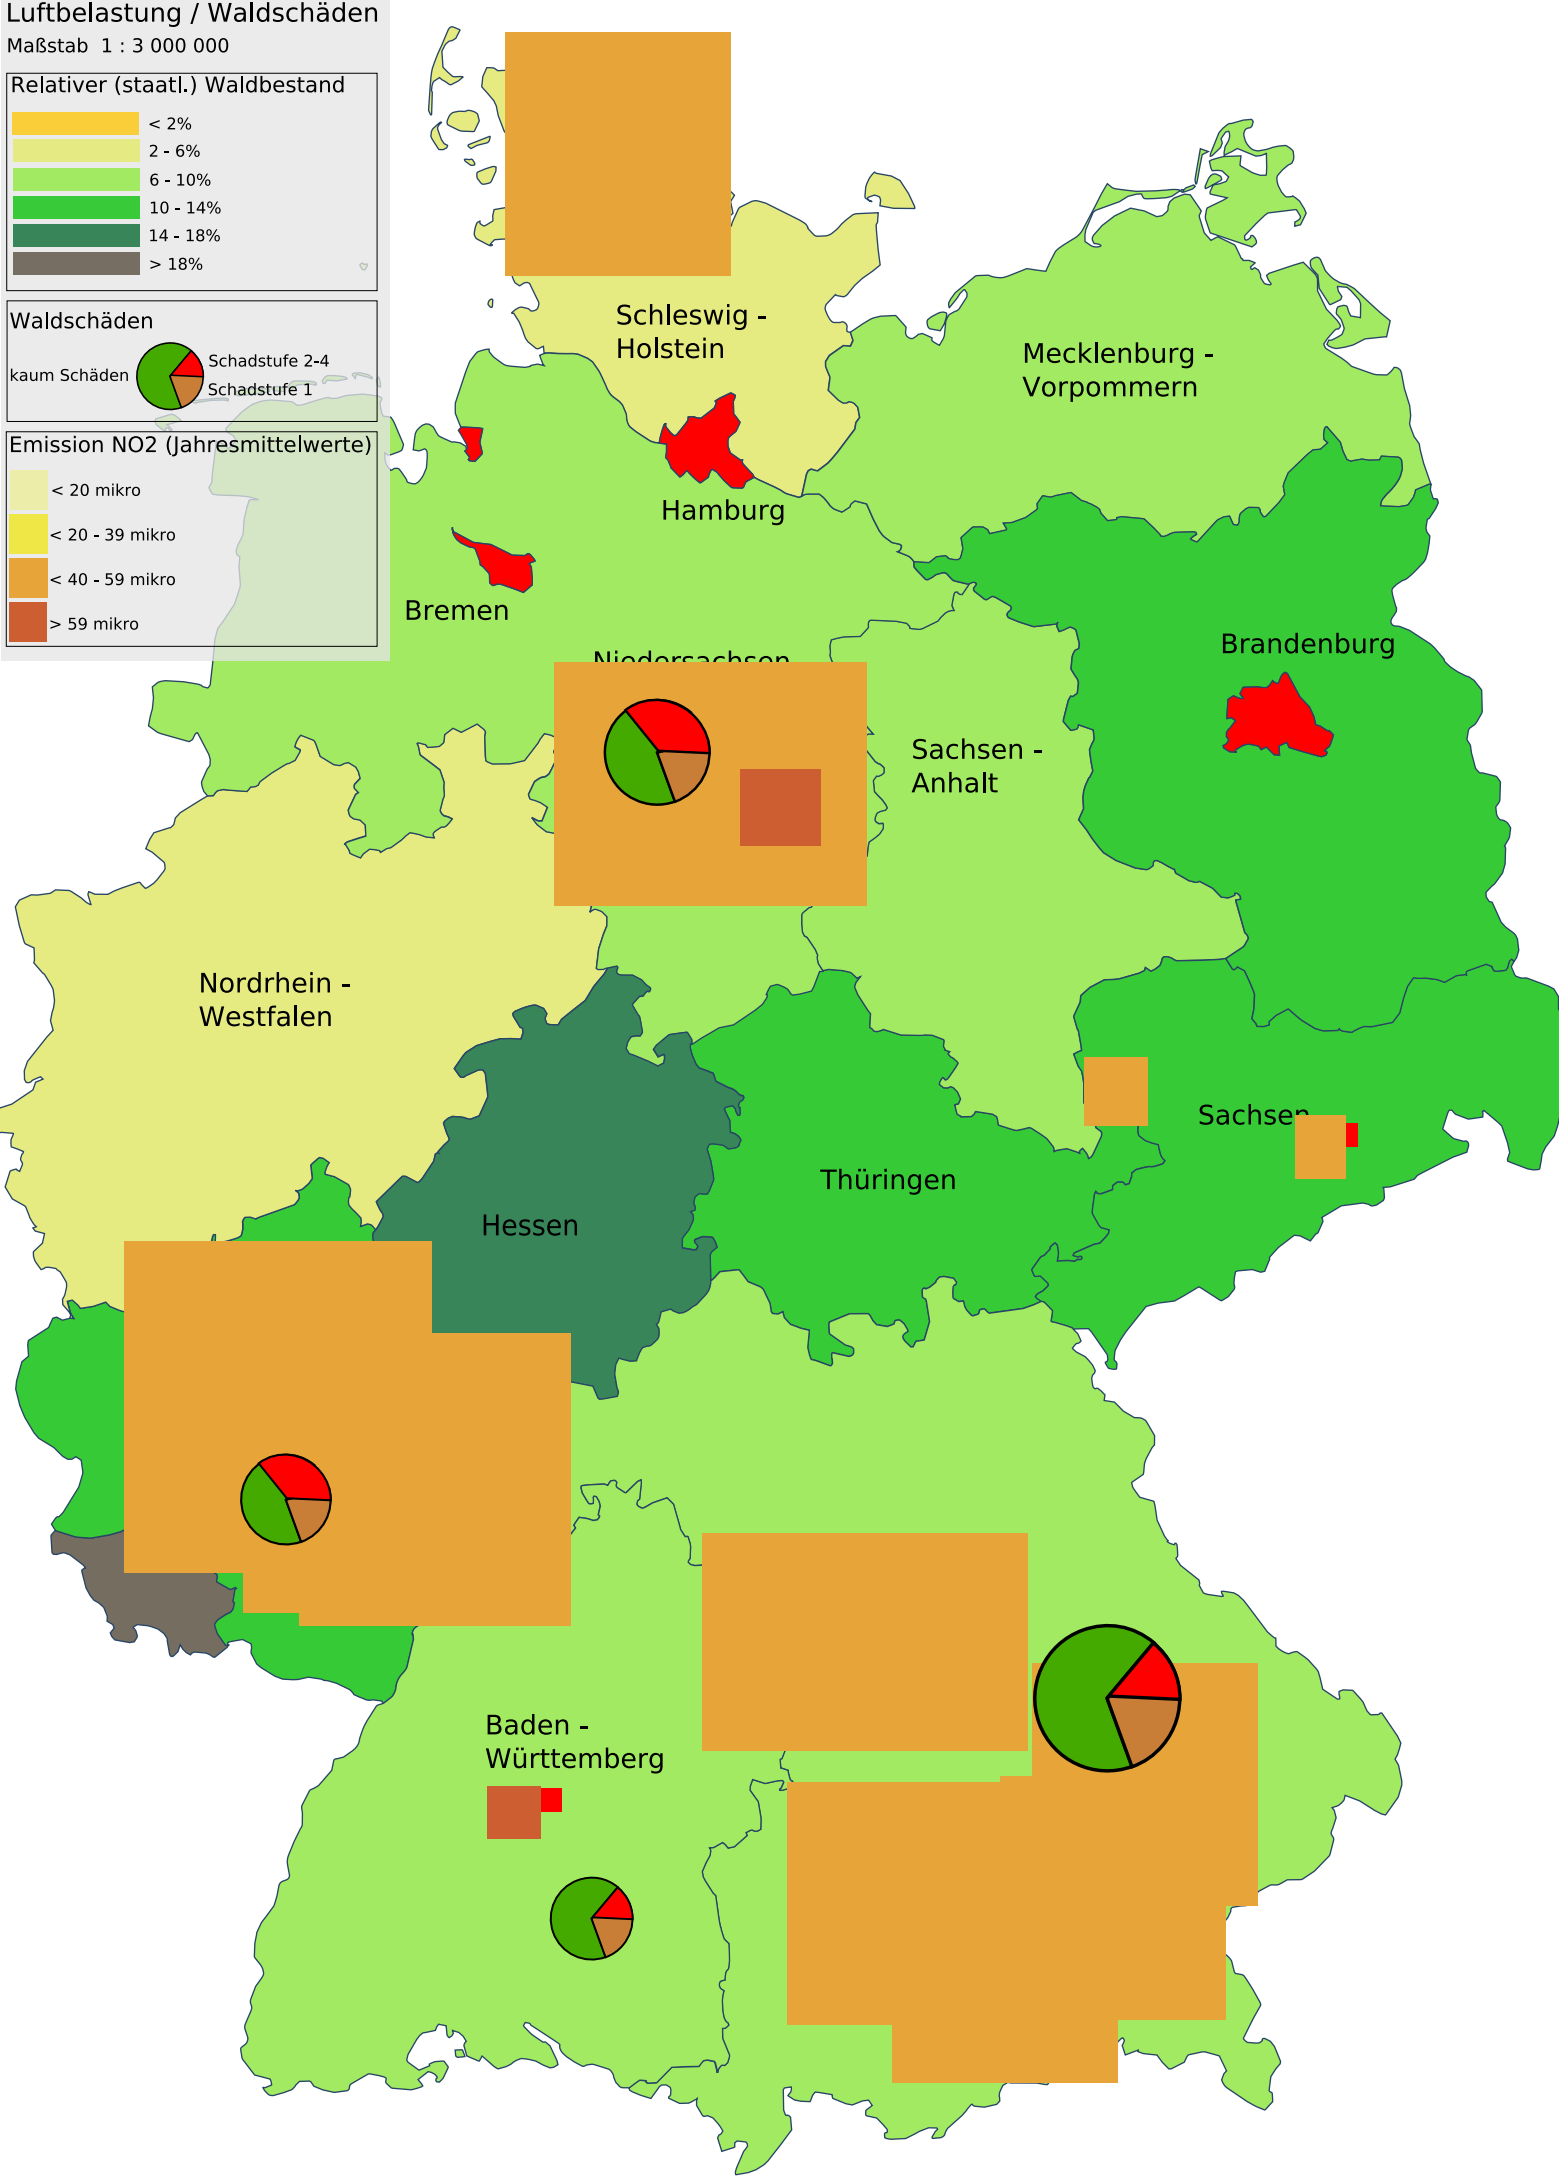 Luftbelastung / Waldschäden
Maßstab 1 : 3 000 000
Relativer (staatl.) Waldbestand
< 2%
2 - 6%
6 - 10%
10 - 14%
14 - 18%
> 18%
Waldschäden
Schadstufe 2-4
kaum Schäden
Schadstufe 1
Emission NO2 (Jahresmittelwerte)
< 20 mikro
< 20 - 39 mikro
< 40 - 59 mikro
> 59 mikro
Schleswig -
Holstein
Mecklenburg -
Vorpommern
Hamburg
Bremen
Niedersachsen
Brandenburg
Sachsen -
Anhalt
Nordrhein -
Westfalen
Sachsen
Thüringen
Hessen
Baden -
Württemberg